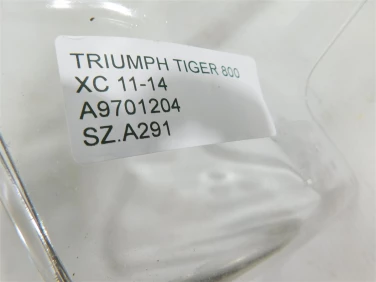 TRIUMPH TIGER 800
XC 11-14
A9701204
SZ.A291